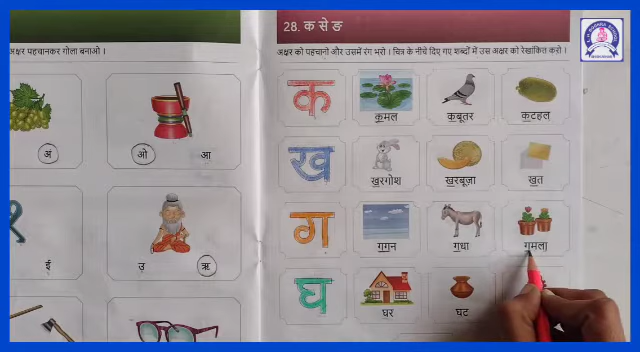 अक्षर पहचानकर गोला बनाओ ।
अं
ओ आ
ई
उ ऋ
28. क से ङ
अक्षर को पहचानो और उसमें रंग भरो । चित्र के नीचे दिए गए शब्दों में उस अक्षर को रेखांकित करो ।
क कमल कबूतर कटहल
ख खरगोश खरबूजा खत
ग गगन गधा गमला
घ घर घट